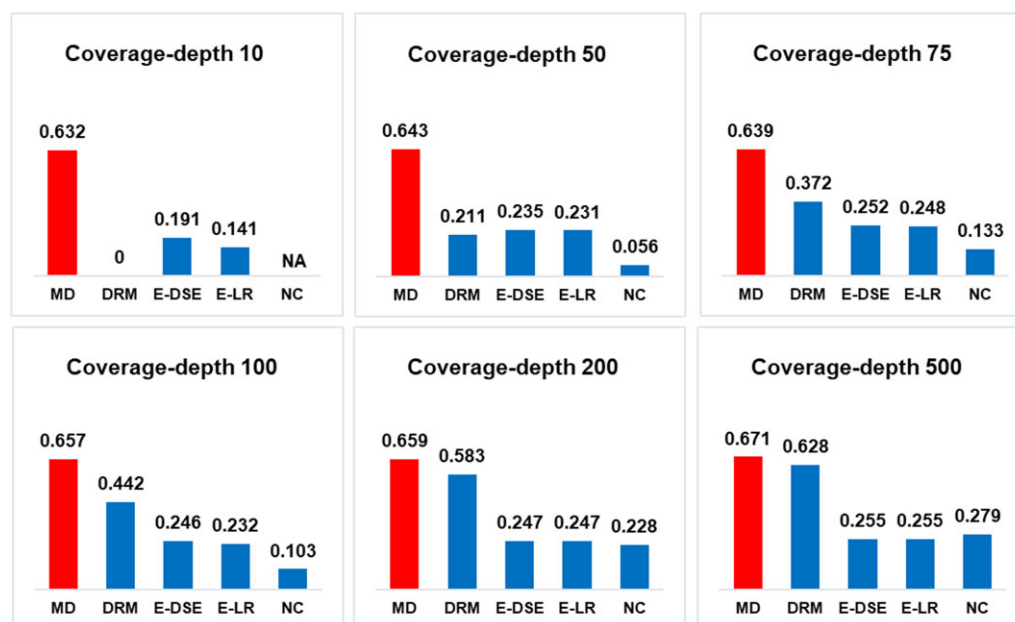 Coverage-depth 10
0.632
0
0.191
0.141
NA
MD DRM E-DSE E-LR NC
Coverage-depth 50
0.643
0.211
0.235
0.231
0.056
MD DRM E-DSE E-LR NC
Coverage-depth 75
0.639
0.372
0.252
0.248
0.133
MD DRM E-DSE E-LR NC
Coverage-depth 100
0.657
0.442
0.246
0.232
0.103
MD DRM E-DSE E-LR NC
Coverage-depth 200
0.659
0.583
0.247
0.247
0.228
MD DRM E-DSE E-LR NC
Coverage-depth 500
0.671
0.628
0.255
0.255
0.279
MD DRM E-DSE E-LR NC